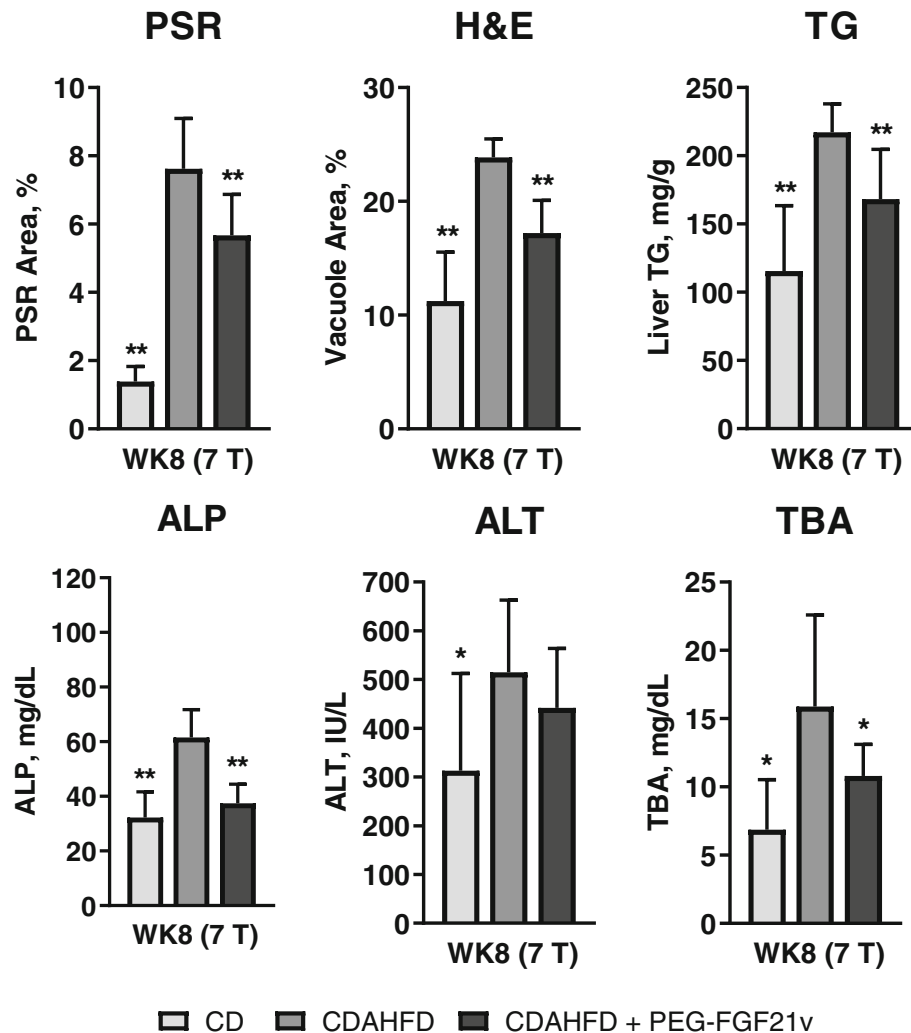 PSR
H&E
TG
PSR Area, %
10
8
6
4
2
0
**
**
WK8 (7 T)
Vacuole Area, %
30
20
10
0
**
**
WK8 (7 T)
Liver TG, mg/g
250
200
150
100
50
0
**
**
WK8 (7 T)
ALP
ALT
TBA
ALP, mg/dL
120
100
80
60
40
20
0
**
**
WK8 (7 T)
ALT, IU/L
700
600
500
400
300
200
100
0
*
WK8 (7 T)
TBA, mg/dL
25
20
15
10
5
0
*
*
WK8 (7 T)
CD CDAHFD CDAHFD + PEG-FGF21v